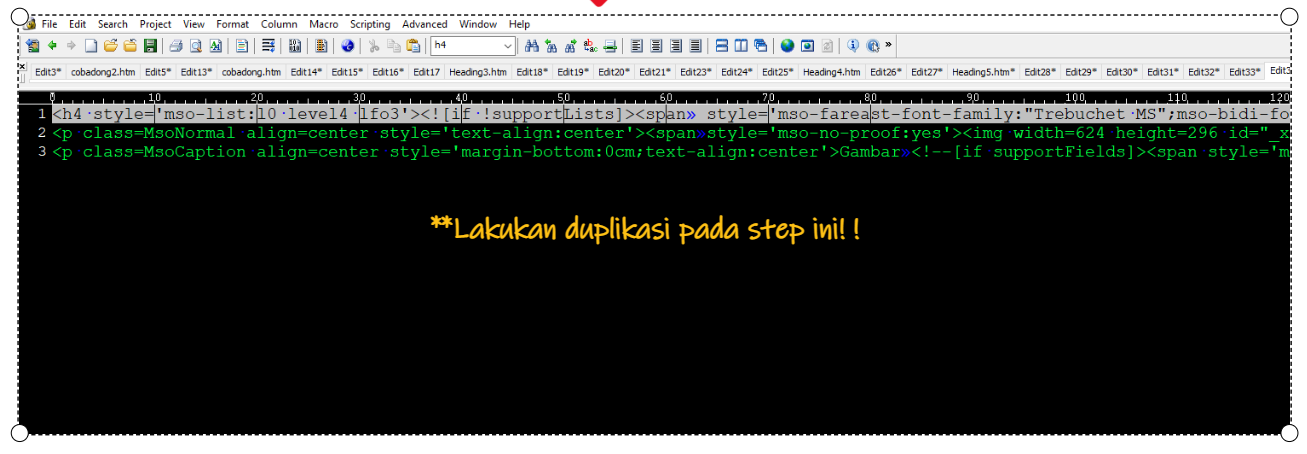 File Edit Search Project View Format Column Macro Scripting Advanced Window Help
h4
Edit3* cobadong2.htm Edit5* Edit13* cobadong.htm Edit14* Edit15* Edit16* Edit17 Heading3.htm Edit18* Edit19* Edit20* Edit21* Edit23* Edit24* Edit25* Heading4.htm Edit26* Edit27* Heading5.htm* Edit28* Edit29* Edit30* Edit31* Edit32* Edit33* Edit3
0 10 20 30 40 50 60 70 80 90 100 110 120
1 <h4·style='mso-list:l0·level4·lfo3'><![if·!supportLists]><span» style='mso-fareast-font-family:"Trebuchet·MS";mso-bidi-fo
2 <p·class=MsoNormal·align=center·style='text-align:center'><span»style='mso-no-proof:yes'><img·width=624·height=296·id="_x
3 <p·class=MsoCaption·align=center·style='margin-bottom:0cm;text-align:center'>Gambar»<!--[if·supportFields]><span·style='m
**Lakukan duplikasi pada step ini!!